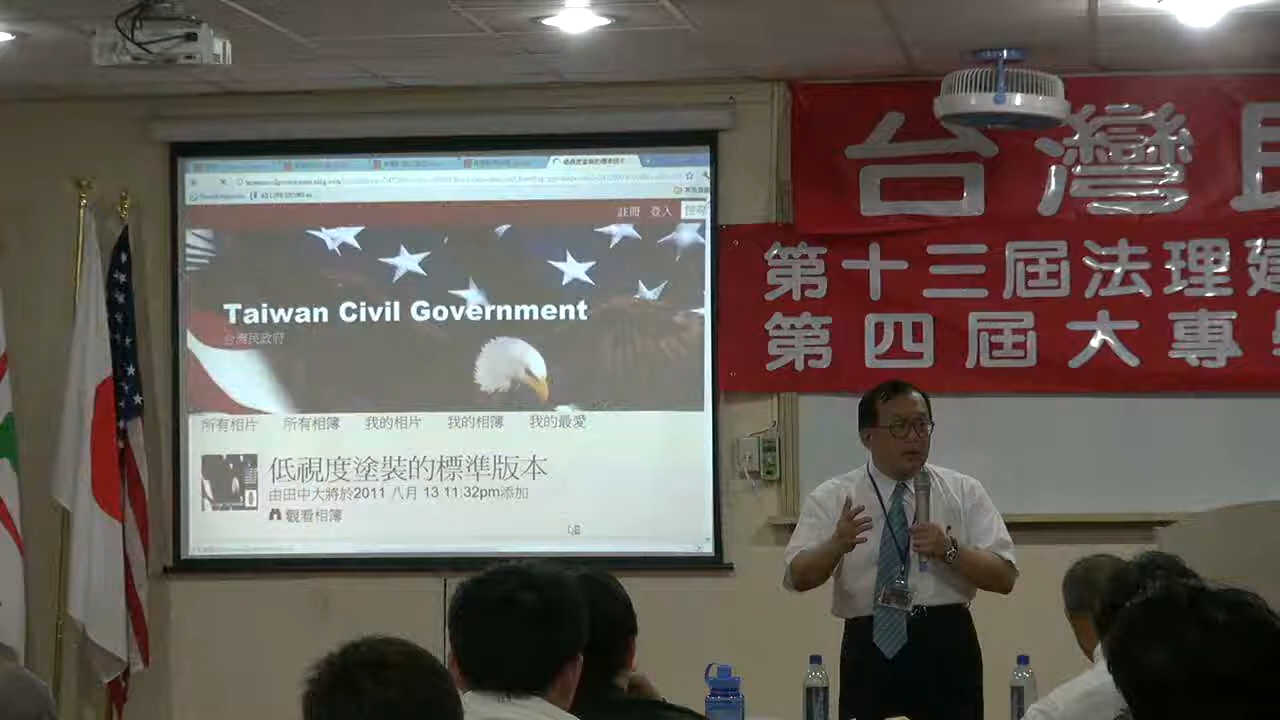 註冊 登入
Taiwan Civil Government
台灣民政府
所有相片 所有相簿 我的相片 我的相簿 我的最愛
低視度塗裝的標準版本
由田中大將於2011 八月 13 11:32pm添加
觀看相簿
台灣
第十三屆法理建
第四屆大專